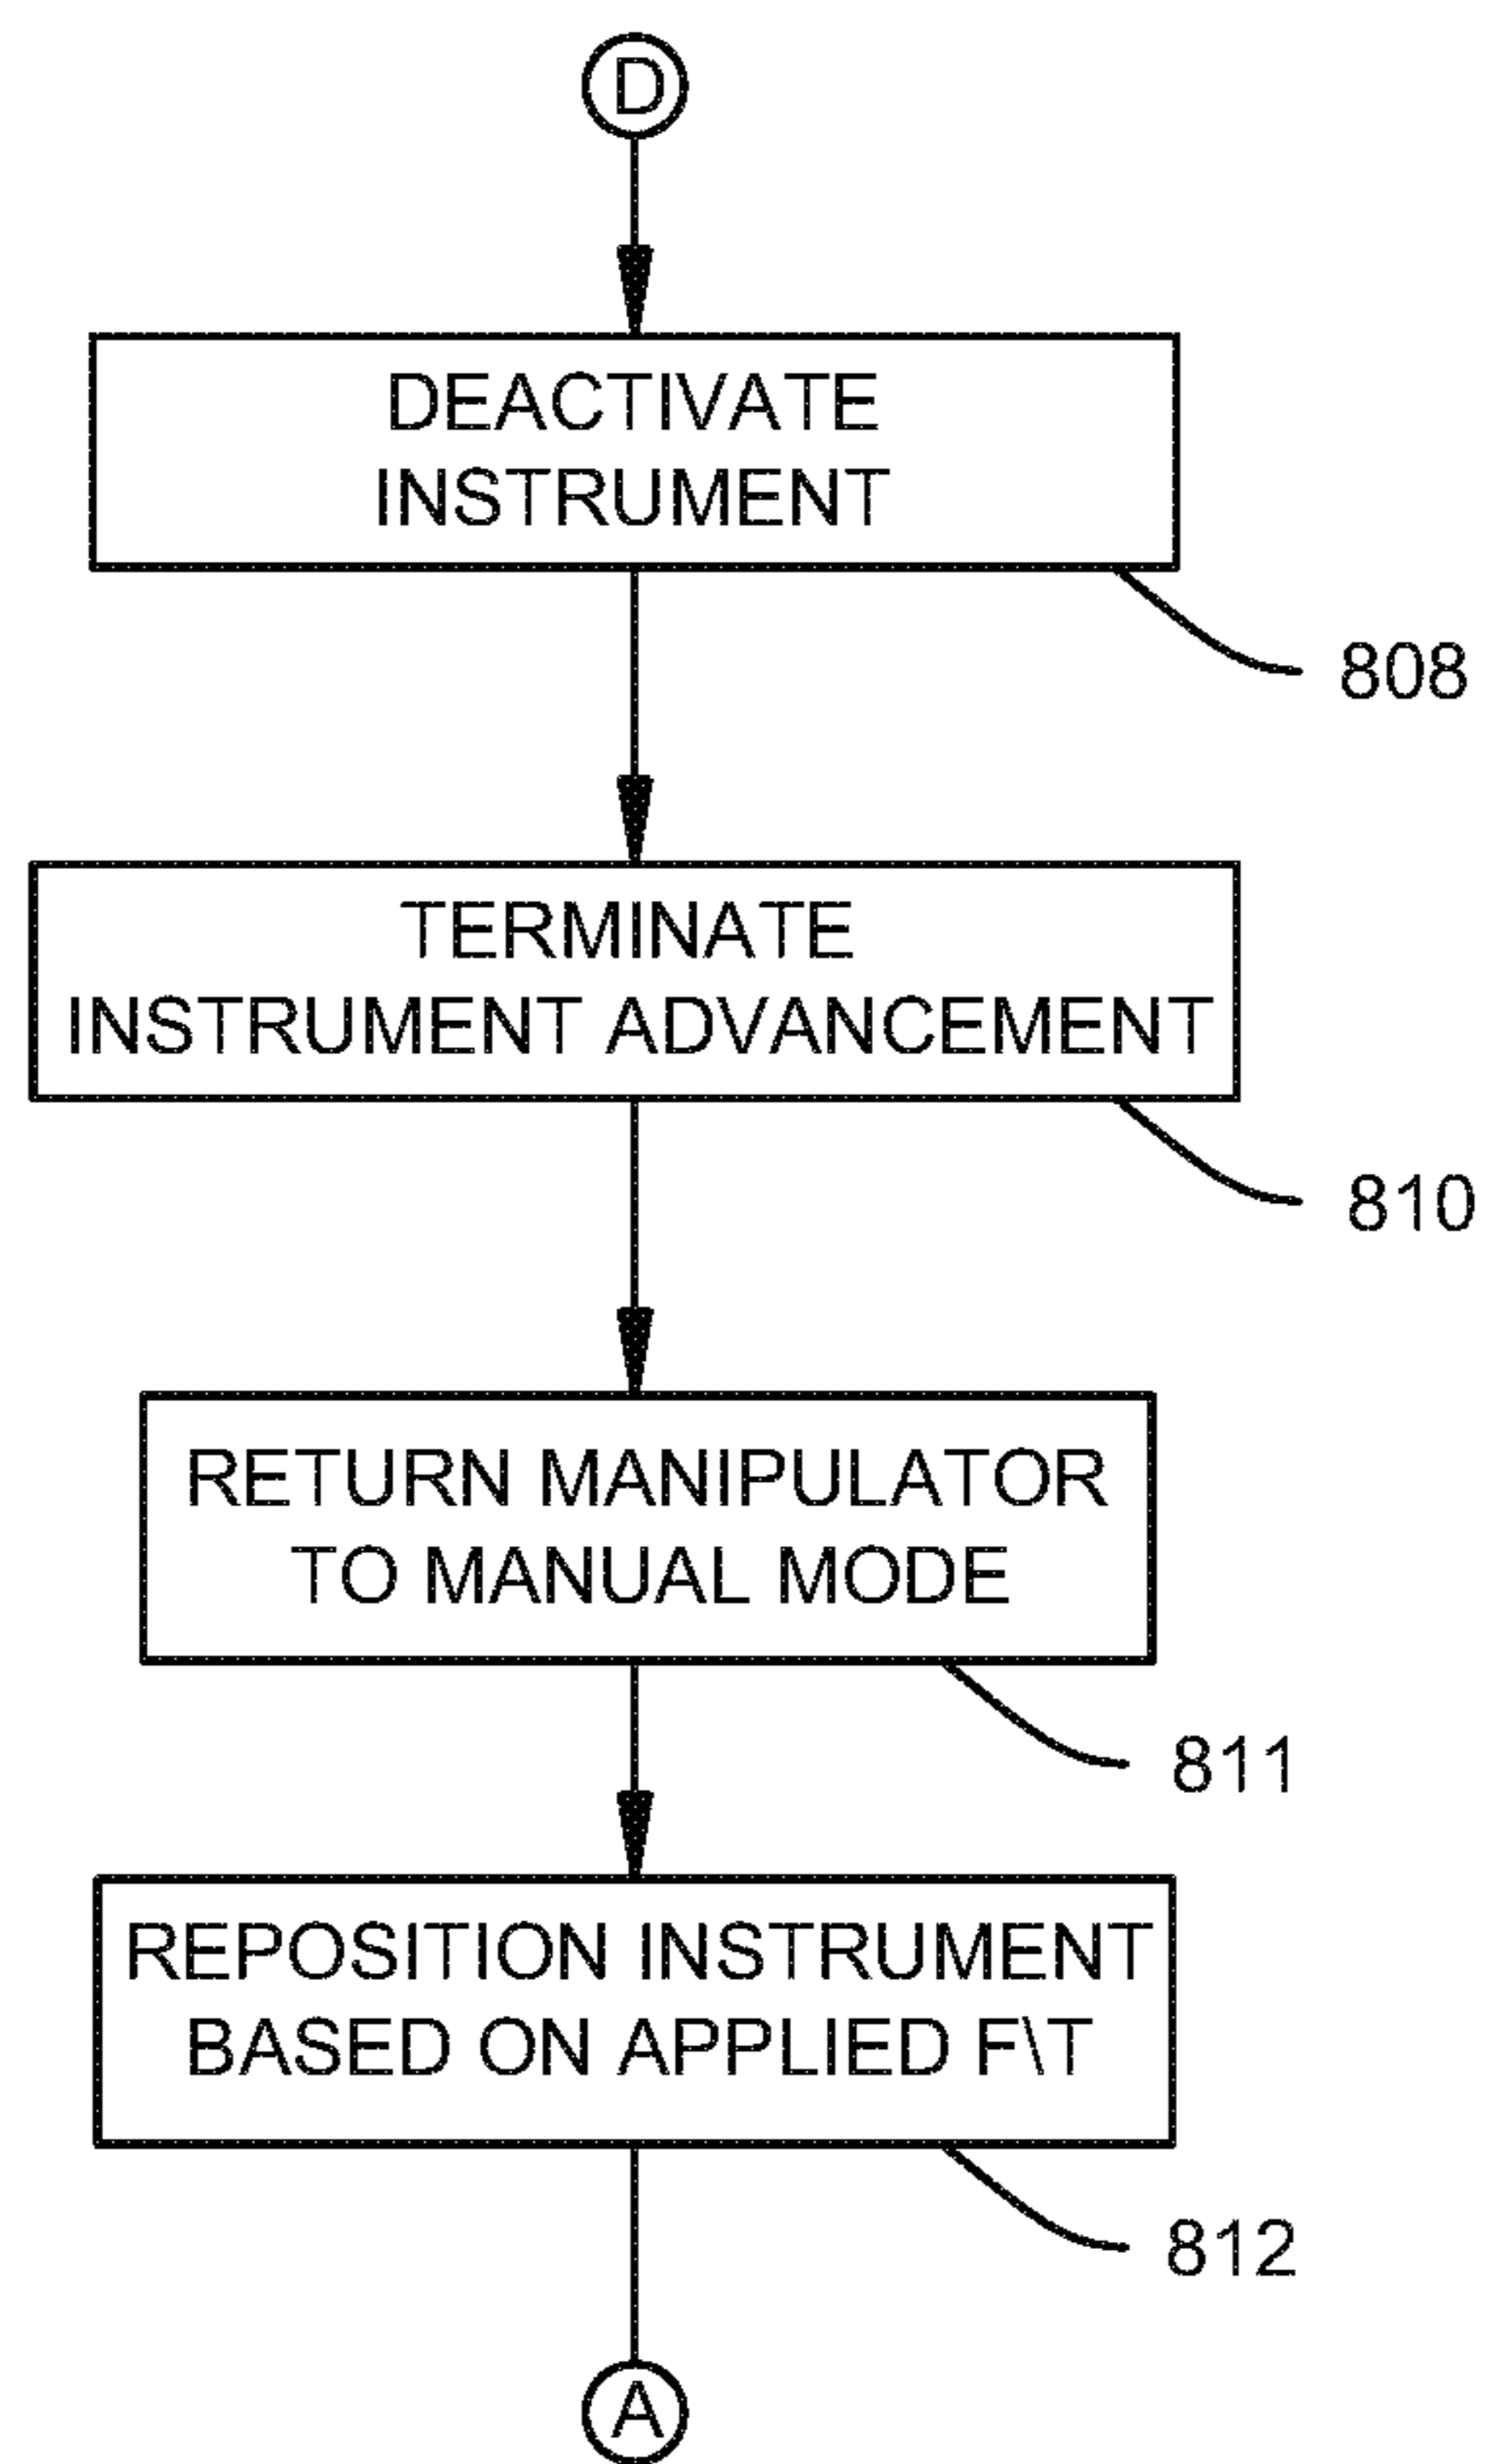 D
DEACTIVATE
INSTRUMENT
808
TERMINATE
INSTRUMENT ADVANCEMENT
810
RETURN MANIPULATOR
TO MANUAL MODE
811
REPOSITION INSTRUMENT
BASED ON APPLIED F\T
812
A